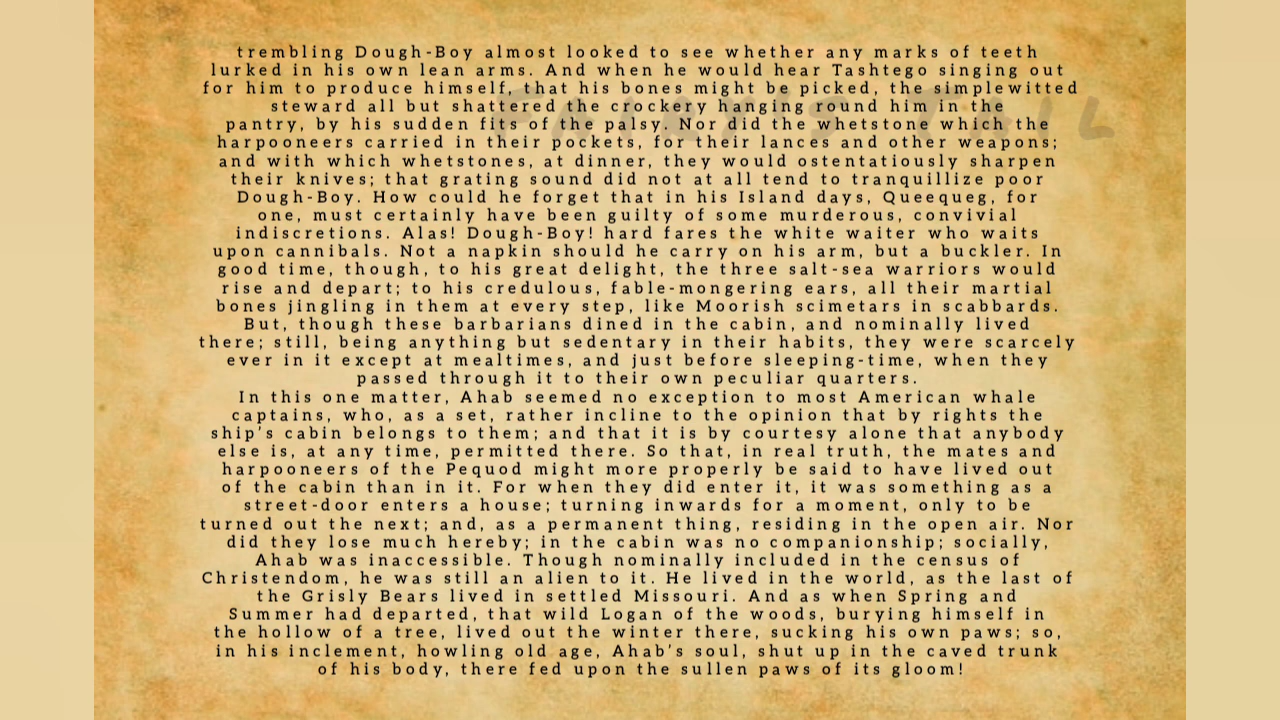 trembling Dough-Boy almost looked to see whether any marks of teeth
lurked in his own lean arms. And when he would hear Tashtego singing out
for him to produce himself, that his bones might be picked, the simplewitted
steward all but shattered the crockery hanging round him in the
pantry, by his sudden fits of the palsy. Nor did the whetstone which the
harpooneers carried in their pockets, for their lances and other weapons;
and with which whetstones, at dinner, they would ostentatiously sharpen
their knives; that grating sound did not at all tend to tranquillize poor
Dough-Boy. How could he forget that in his Island days, Queequeg, for
one, must certainly have been guilty of some murderous, convivial
indiscretions. Alas! Dough-Boy! hard fares the white waiter who waits
upon cannibals. Not a napkin should he carry on his arm, but a buckler. In
good time, though, to his great delight, the three salt-sea warriors would
rise and depart; to his credulous, fable-mongering ears, all their martial
bones jingling in them at every step, like Moorish scimetars in scabbards.
But, though these barbarians dined in the cabin, and nominally lived
there; still, being anything but sedentary in their habits, they were scarcely
ever in it except at mealtimes, and just before sleeping-time, when they
passed through it to their own peculiar quarters.
In this one matter, Ahab seemed no exception to most American whale
captains, who, as a set, rather incline to the opinion that by rights the
ship's cabin belongs to them; and that it is by courtesy alone that anybody
else is, at any time, permitted there. So that, in real truth, the mates and
harpooneers of the Pequod might more properly be said to have lived out
of the cabin than in it. For when they did enter it, it was something as a
street-door enters a house; turning inwards for a moment, only to be
turned out the next; and, as a permanent thing, residing in the open air. Nor
did they lose much hereby; in the cabin was no companionship; socially,
Ahab was inaccessible. Though nominally included in the census of
Christendom, he was still an alien to it. He lived in the world, as the last of
the Grisly Bears lived in settled Missouri. And as when Spring and
Summer had departed, that wild Logan of the woods, burying himself in
the hollow of a tree, lived out the winter there, sucking his own paws; so,
in his inclement, howling old age, Ahab's soul, shut up in the caved trunk
of his body, there fed upon the sullen paws of its gloom!